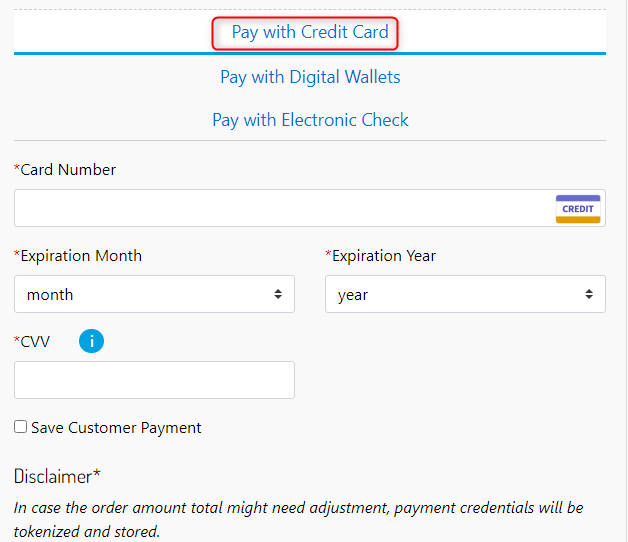 Pay with Credit Card
Pay with Digital Wallets
Pay with Electronic Check
*Card Number
CREDIT
*Expiration Month
*Expiration Year
month
year
*CVV i
Save Customer Payment
Disclaimer*
In case the order amount total might need adjustment, payment credentials will be
tokenized and stored.